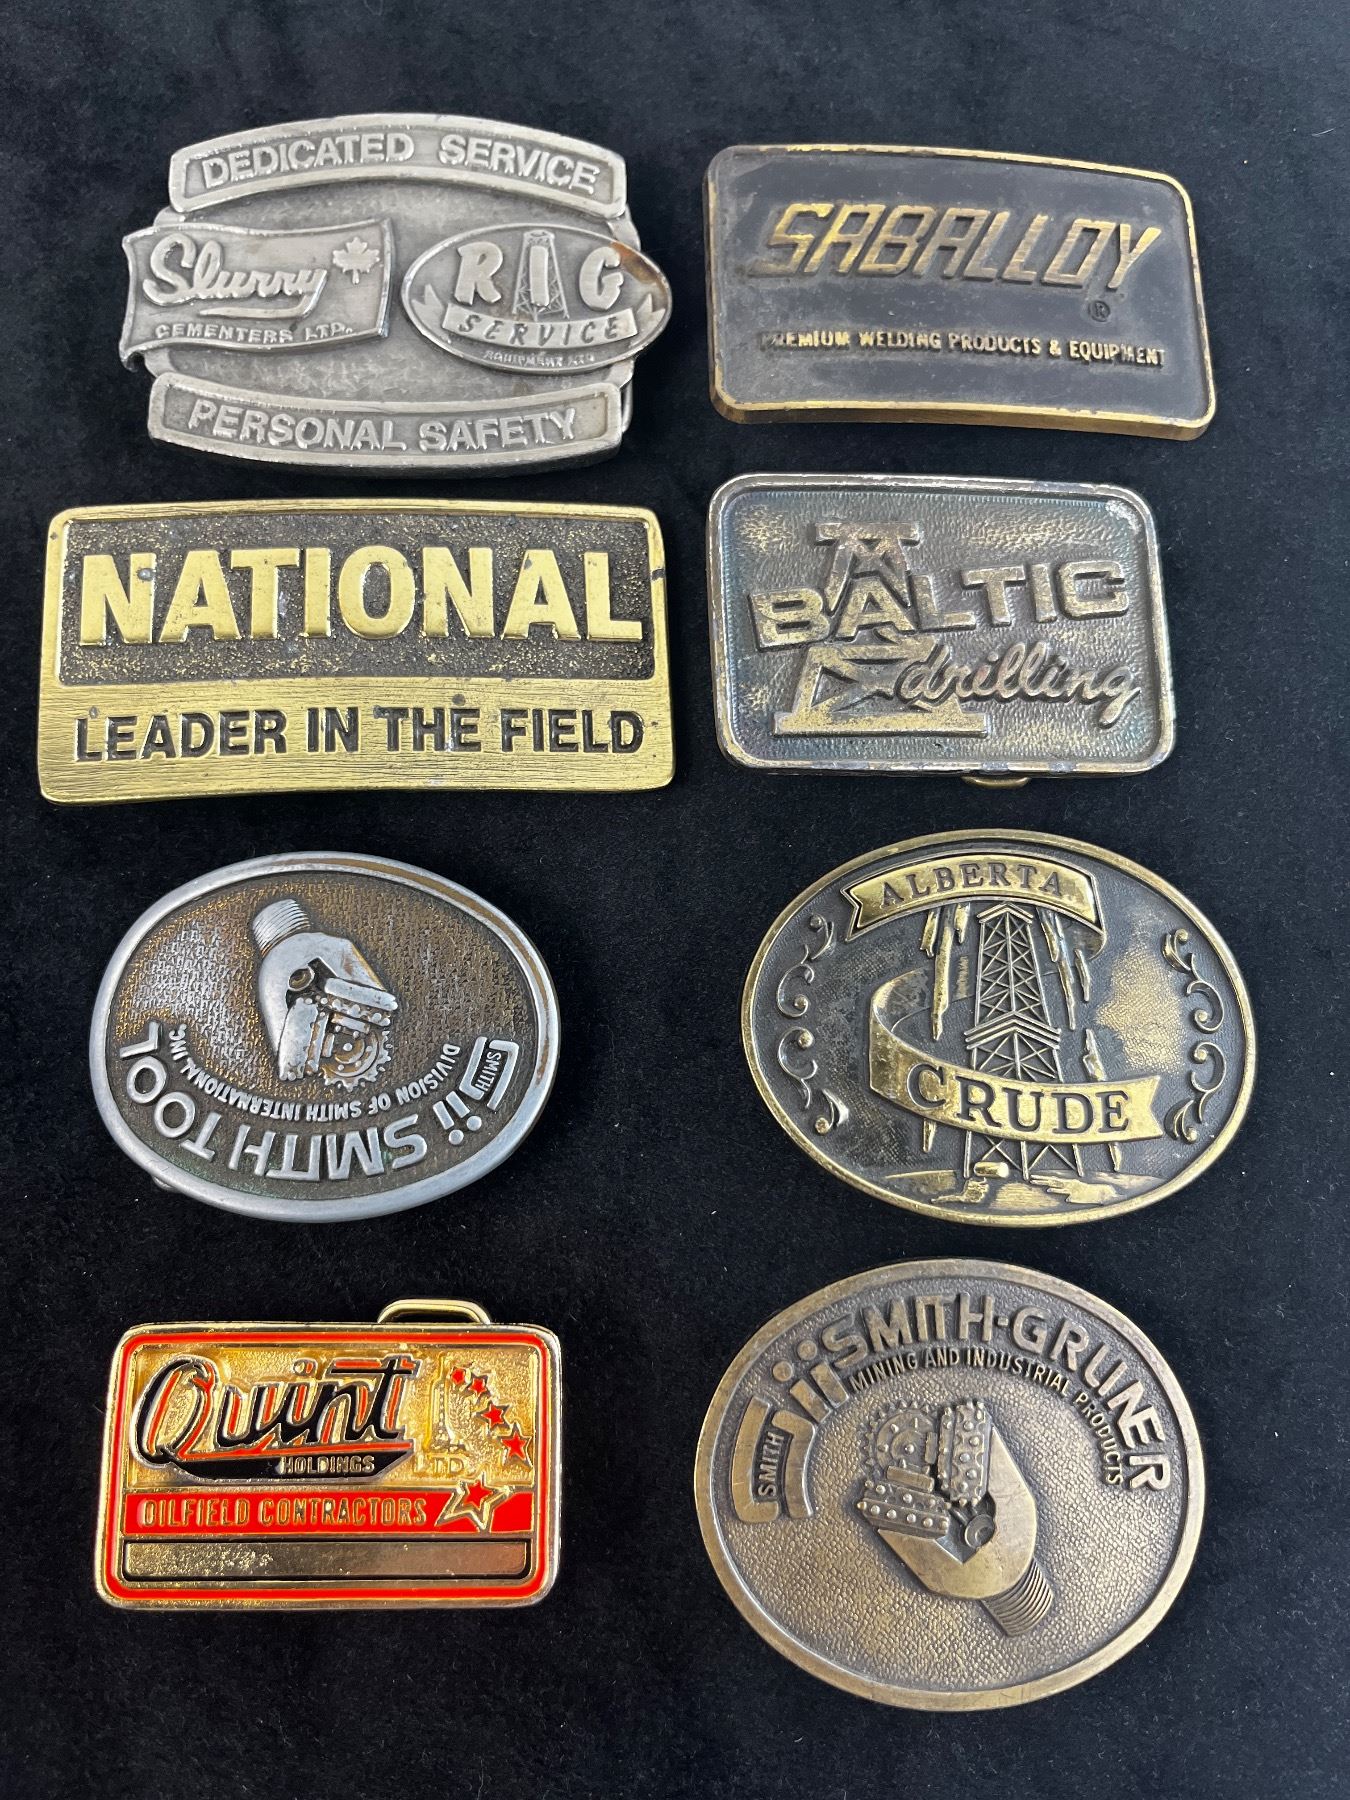 DEDICATED SERVICE
Slurry
CEMENTERS LTD.
RIG
SERVICE
EQUIPMENT LTD
PERSONAL SAFETY
SABALLOY
®
PREMIUM WELDING PRODUCTS & EQUIPMENT
NATIONAL
LEADER IN THE FIELD
BALTIC
drilling
SMITH
SMITH TOOL
DIVISION OF SMITH INTERNATIONAL, INC.
ALBERTA
CRUDE
Quint
HOLDINGS LTD.
OILFIELD CONTRACTORS
SMITH
SMITH-GRUNER
MINING AND INDUSTRIAL PRODUCTS